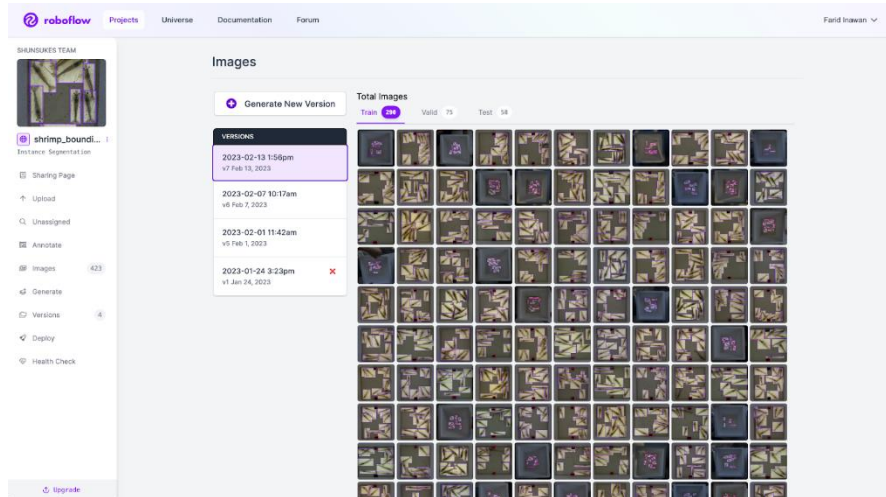 roboflow
Projects
Universe
Documentation
Forum
Farid Inawan
SHUNSUKES TEAM
shrimp_boundi...
Instance Segmentation
Sharing Page
Upload
Unassigned
Annotate
Images 423
Generate
Versions 4
Deploy
Health Check
Upgrade
Images
Generate New Version
VERSIONS
2023-02-13 1:56pm
v7 Feb 13, 2023
2023-02-07 10:17am
v6 Feb 7, 2023
2023-02-01 11:42am
v5 Feb 1, 2023
2023-01-24 3:23pm
v1 Jan 24, 2023
Total Images
Train 290 Valid 75 Test 58